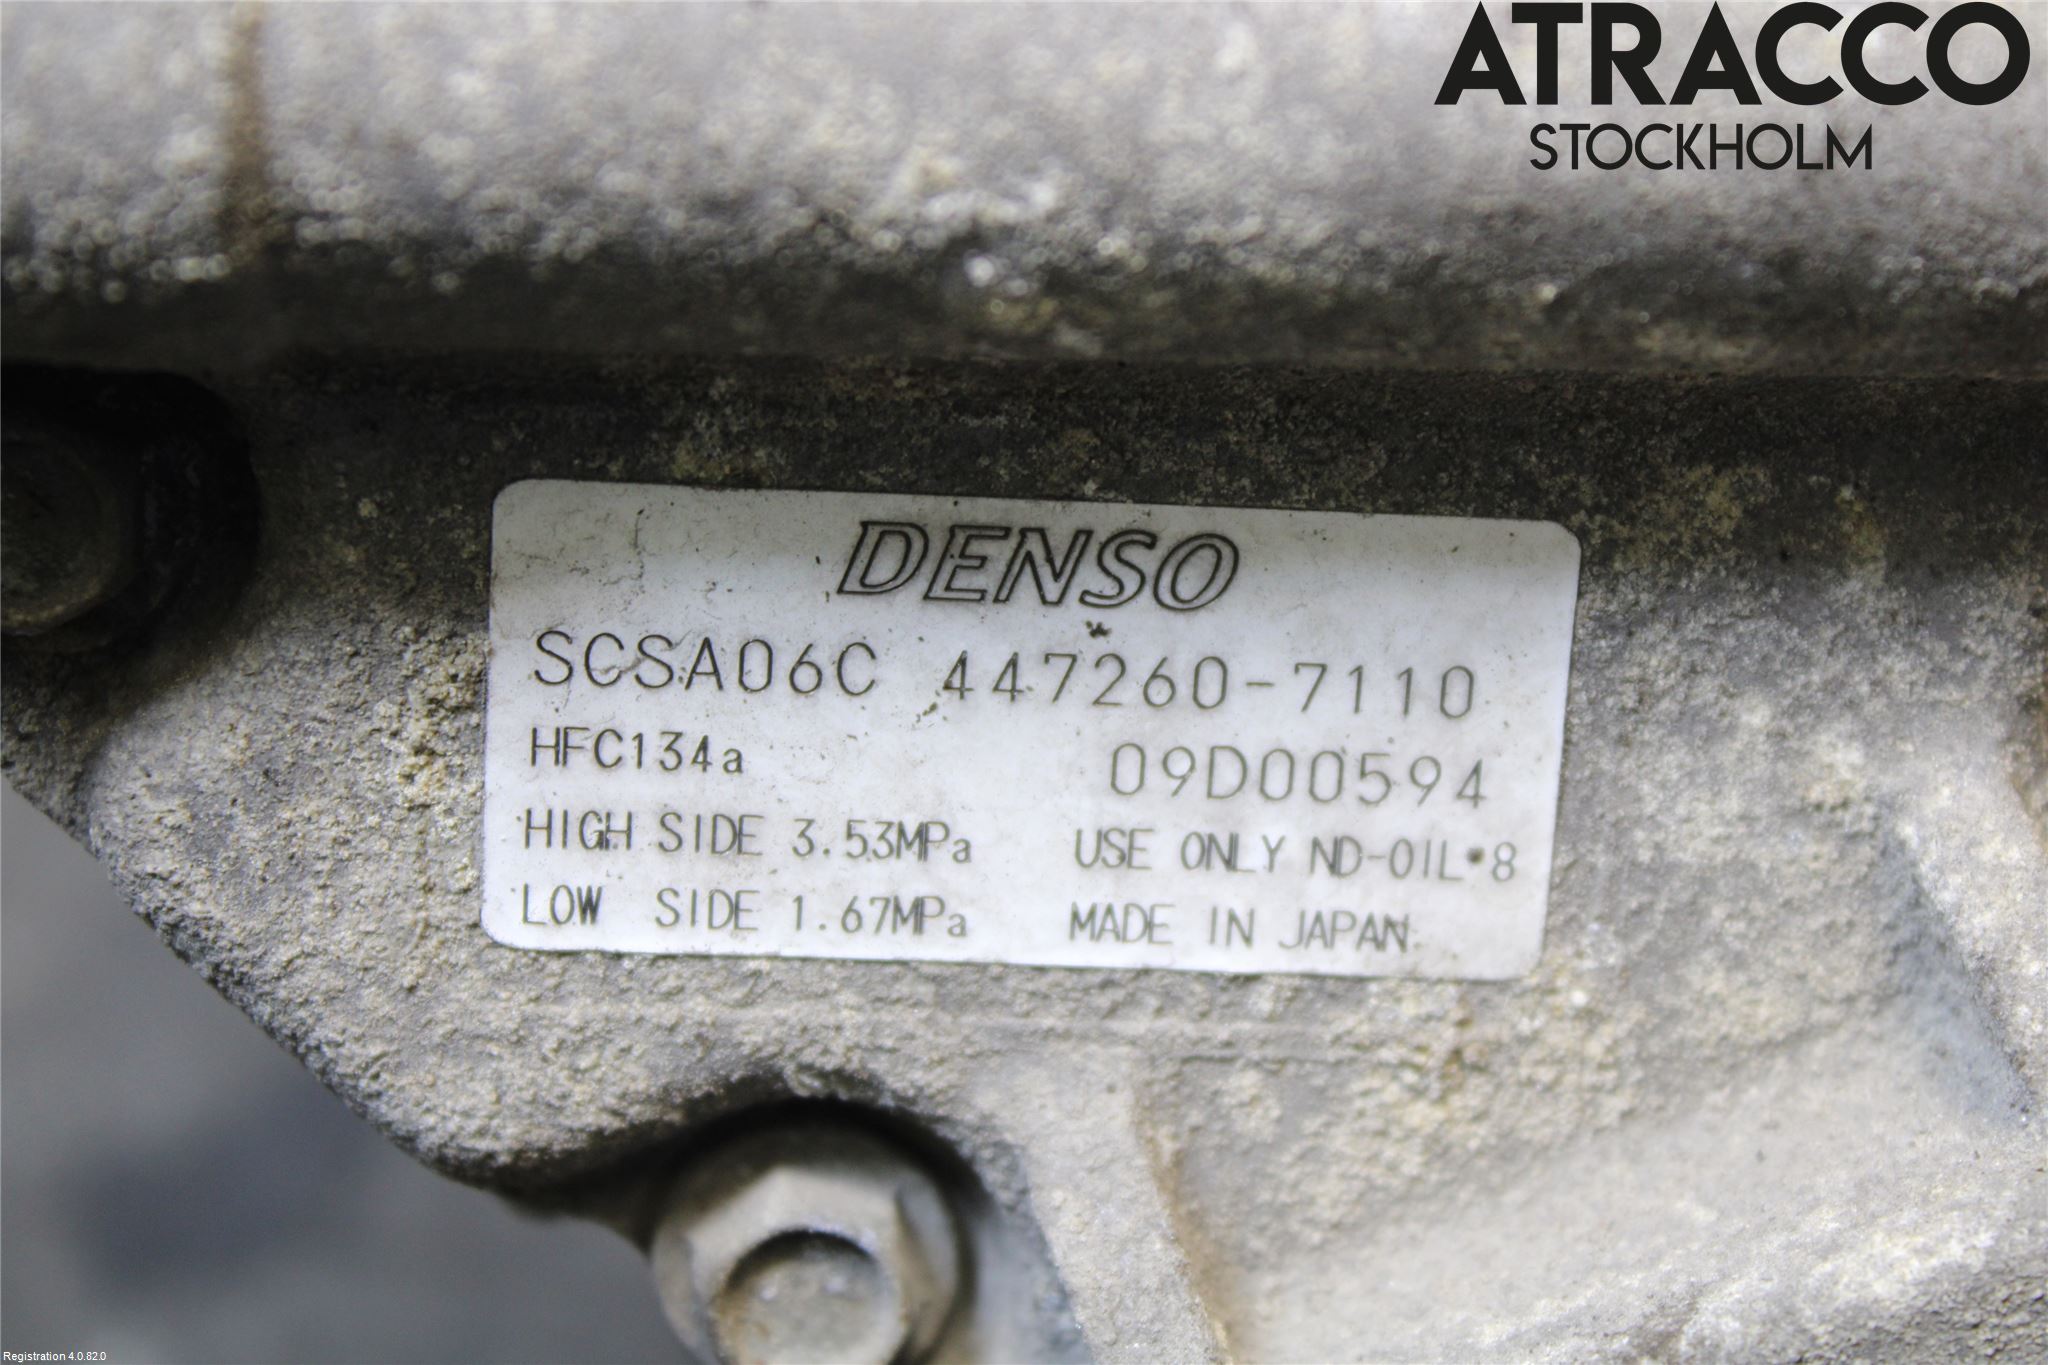 ATRACCO
STOCKHOLM
DENSO
SCSA06C 447260-7110
HFC134a 09D00594
HIGH SIDE 3.53MPa USE ONLY ND-OIL•8
LOW SIDE 1.67MPa MADE IN JAPAN
Registration 4.0.82.0